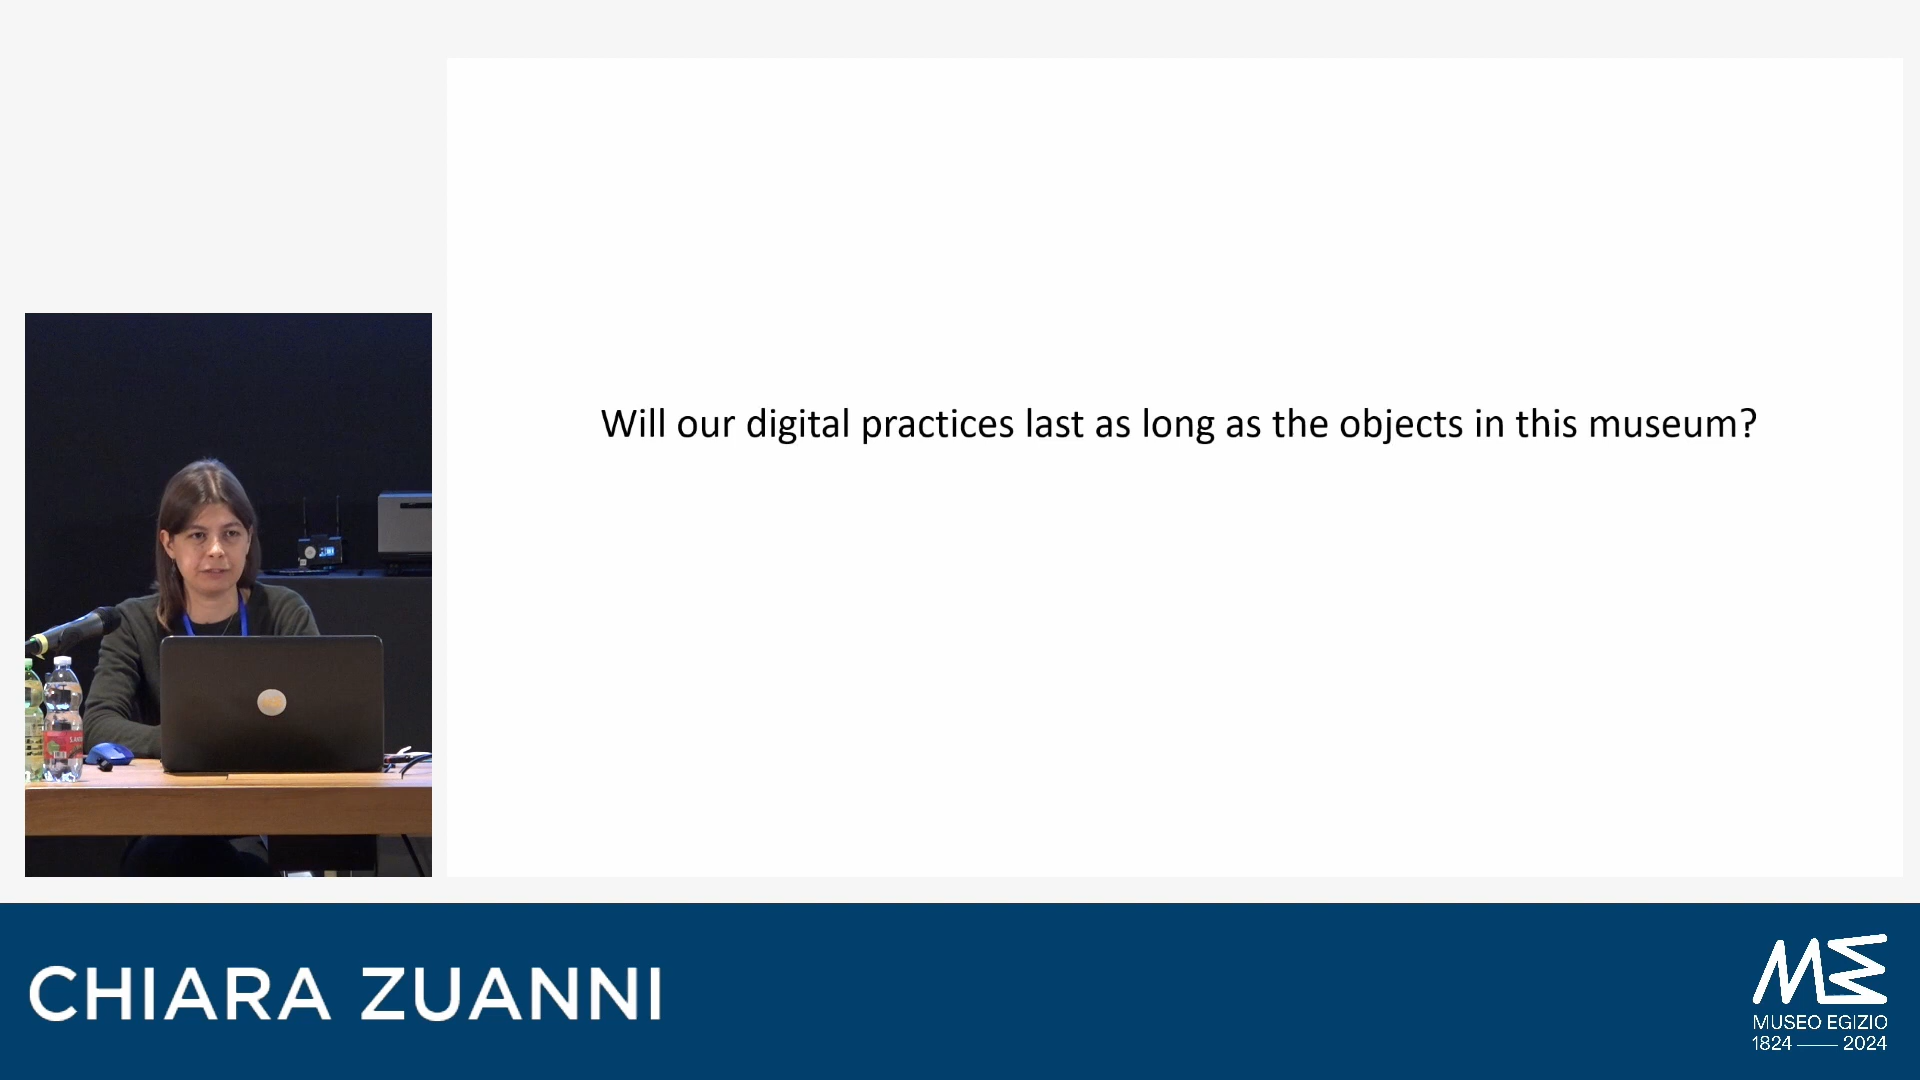 Will our digital practices last as long as the objects in this museum?
CHIARA ZUANNI
MUSEO EGIZIO
1824 — 2024